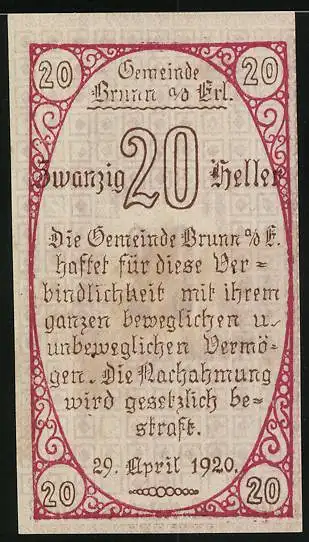 20 Gemeinde 20
Brunn a/d Erl.
Zwanzig 20 Heller
Die Gemeinde Brunn a/d E.
haftet für diese Ver=
bindlichkeit mit ihrem
ganzen beweglichen u.
unbeweglichen Vermö-
gen. Die Nachahmung
wird gesetzlich be=
straft.
29. April 1920.
20 20